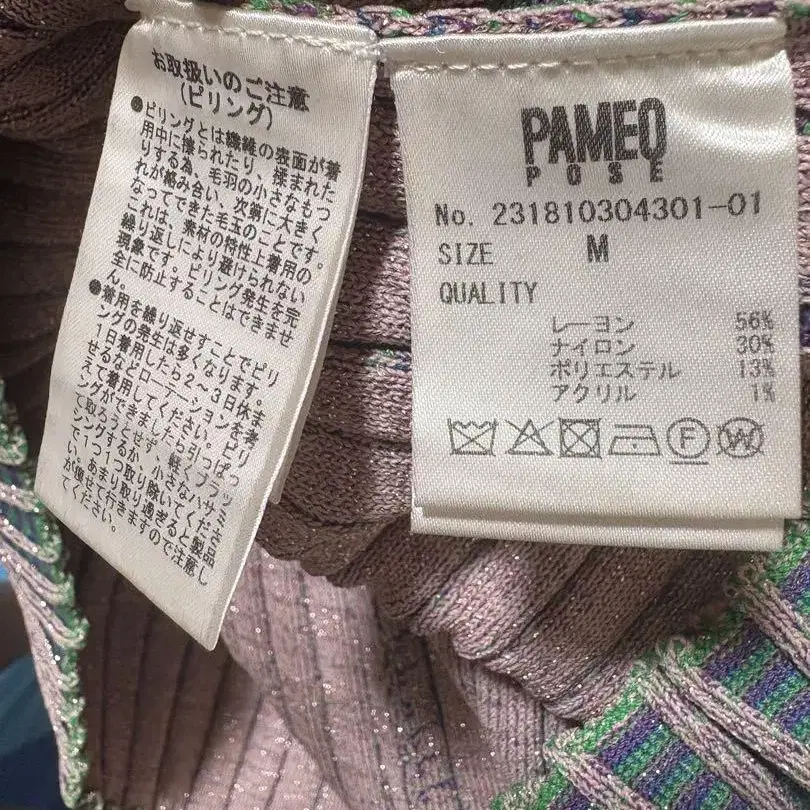 お取扱いのご注意
(ピリング)
●ピリングとは繊維の表面が着
用中に擦られたり、揉まれた
りする為、毛羽の小さなもつ
れが絡み合い、次第に大きく
なってできた毛玉のことです。
これは、素材の特性上着用の
繰り返しにより避けられない
現象です。ピリング発生を完
全に防止することはできませ
ん。
●着用を繰り返せすことでピリ
ングの発生は多くなります。
1日着用したら2～3日休ま
せるなどローテーションを考
えて着用してください。ピリ
ングができましたら引っぱっ
て取ろうとせず、軽くブラッ
シングするか、小さないサミさ
で1つ1つ取り除いてくださ
い。あまり取り過ぎると製品
が痩せて行きますので注意し
てください。
PAMEO
POSE
No. 231810304301-01
SIZE M
QUALITY
レーヨン 56%
ナイロン 30%
ポリエステル 13%
アクリル 1%
F
W